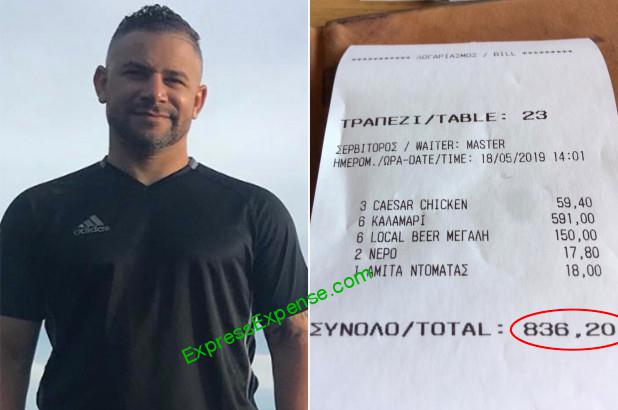 adidas
ExpressExpense.com
*********** ΛΟΓΑΡΙΑΣΜΟΣ / BILL ***********
ΤΡΑΠΕΖΙ/TABLE: 23
ΣΕΡΒΙΤΟΡΟΣ / WAITER: MASTER
ΗΜΕΡΟΜ./ΩΡΑ-DATE/TIME: 18/05/2019 14:01
3 CAESAR CHICKEN 59,40
6 ΚΑΛΑΜΑΡΙ 591,00
6 LOCAL BEER ΜΕΓΑΛΗ 150,00
2 ΝΕΡΟ 17,80
1 ΑΜΙΤΑ ΝΤΟΜΑΤΑΣ 18,00
ΣΥΝΟΛΟ/TOTAL: 836,20